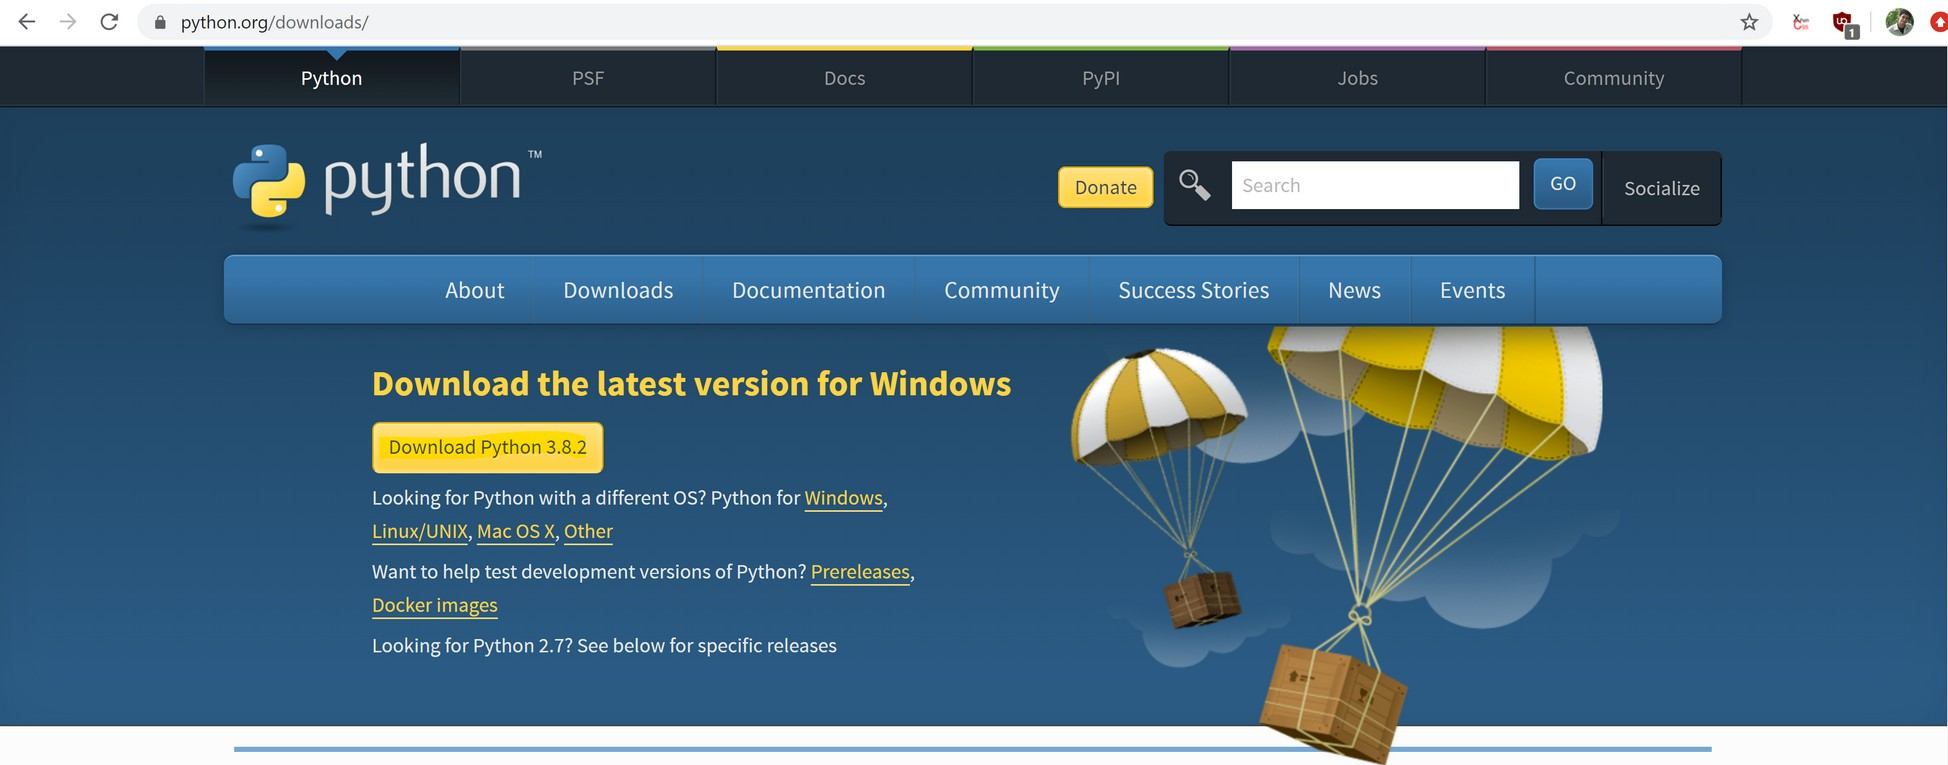 python.org/downloads/
1
Python PSF Docs PyPI Jobs Community
python™
Donate Search GO Socialize
About Downloads Documentation Community Success Stories News Events
Download the latest version for Windows
Download Python 3.8.2
Looking for Python with a different OS? Python for Windows,
Linux/UNIX, Mac OS X, Other
Want to help test development versions of Python? Prereleases,
Docker images
Looking for Python 2.7? See below for specific releases